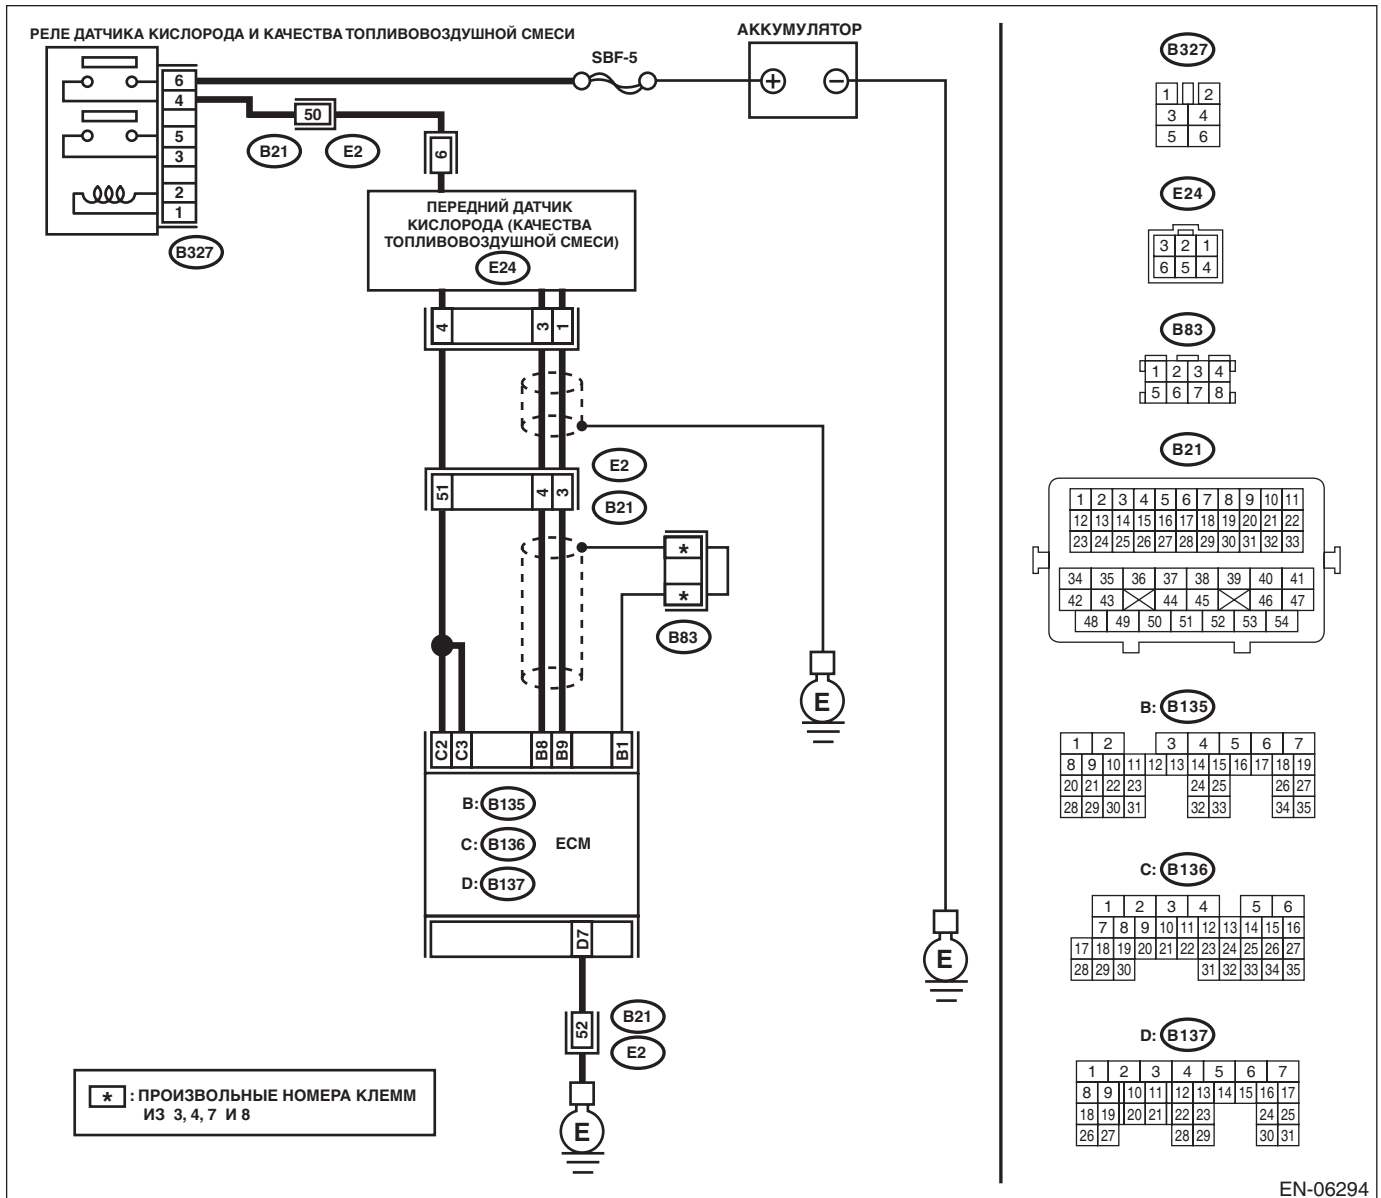 РЕЛЕ ДАТЧИКА КИСЛОРОДА И КАЧЕСТВА ТОПЛИВОВОЗДУШНОЙ СМЕСИ
АККУМУЛЯТОР
SBF-5
6
4
5
3
2
1
B327
50
B21
E2
6
ПЕРЕДНИЙ ДАТЧИК
КИСЛОРОДА (КАЧЕСТВА
ТОПЛИВОВОЗДУШНОЙ СМЕСИ)
E24
4 3 1
51 4 3
E2
B21
*
*
B83
E
E
C2 C3 B8 B9 B1
B: B135
C: B136 ECM
D: B137
D7
52
B21
E2
E
* : ПРОИЗВОЛЬНЫЕ НОМЕРА КЛЕММ
ИЗ 3, 4, 7 И 8
B327
1 2
3 4
5 6
E24
3 2 1
6 5 4
B83
1 2 3 4
5 6 7 8
B21
1 2 3 4 5 6 7 8 9 10 11
12 13 14 15 16 17 18 19 20 21 22
23 24 25 26 27 28 29 30 31 32 33
34 35 36 37 38 39 40 41
42 43 44 45 46 47
48 49 50 51 52 53 54
B: B135
1 2 3 4 5 6 7
8 9 10 11 12 13 14 15 16 17 18 19
20 21 22 23 24 25 26 27
28 29 30 31 32 33 34 35
C: B136
1 2 3 4 5 6
7 8 9 10 11 12 13 14 15 16
17 18 19 20 21 22 23 24 25 26 27
28 29 30 31 32 33 34 35
D: B137
1 2 3 4 5 6 7
8 9 10 11 12 13 14 15 16 17
18 19 20 21 22 23 24 25
26 27 28 29 30 31
EN-06294